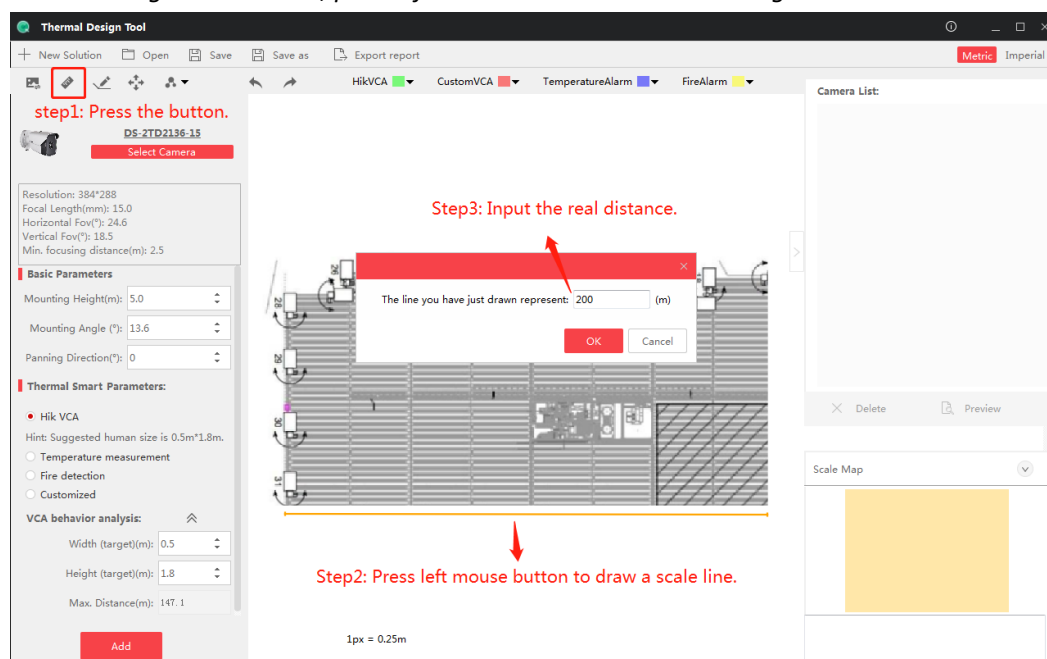 Thermal Design Tool
New Solution Open Save Save as Export report Metric Imperial
HikVCA CustomVCA TemperatureAlarm FireAlarm
step1: Press the button.
DS-2TD2136-15
Select Camera
Resolution: 384*288
Focal Length(mm): 15.0
Horizontal Fov(°): 24.6
Vertical Fov(°): 18.5
Min. focusing distance(m): 2.5
Basic Parameters
Mounting Height(m): 5.0
Mounting Angle (°): 13.6
Panning Direction(°): 0
Thermal Smart Parameters:
Hik VCA
Hint: Suggested human size is 0.5m*1.8m.
Temperature measurement
Fire detection
Customized
VCA behavior analysis:
Width (target)(m): 0.5
Height (target)(m): 1.8
Max. Distance(m): 147.1
Add
Step3: Input the real distance.
The line you have just drawn represent: 200 (m)
OK Cancel
26
28
29
30
31
Step2: Press left mouse button to draw a scale line.
1px = 0.25m
Camera List:
Delete Preview
Scale Map